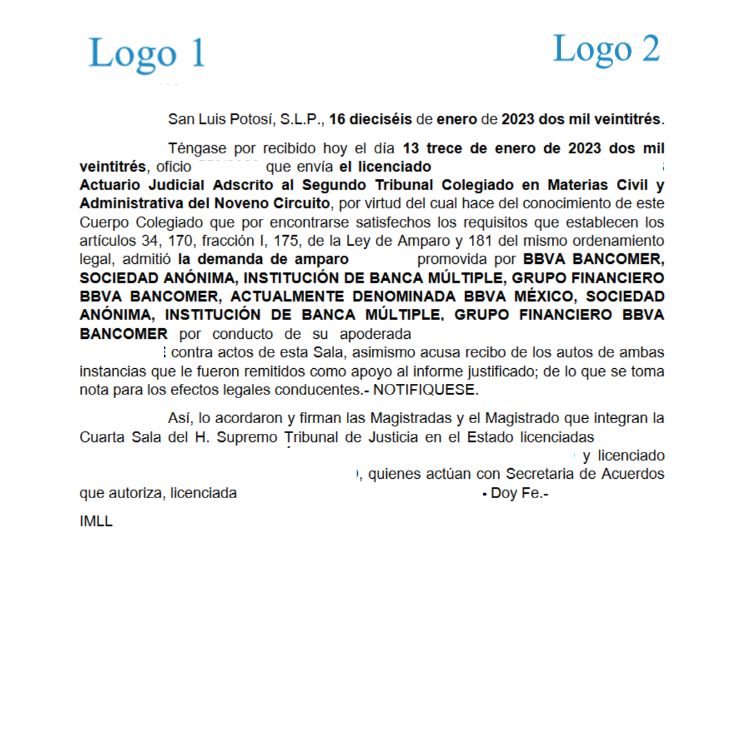 Logo 1
Logo 2
San Luis Potosí, S.L.P., 16 dieciséis de enero de 2023 dos mil veintitrés.
Téngase por recibido hoy el día 13 trece de enero de 2023 dos mil
veintitrés, oficio que envía el licenciado
Actuario Judicial Adscrito al Segundo Tribunal Colegiado en Materias Civil y
Administrativa del Noveno Circuito, por virtud del cual hace del conocimiento de este
Cuerpo Colegiado que por encontrarse satisfechos los requisitos que establecen los
artículos 34, 170, fracción I, 175, de la Ley de Amparo y 181 del mismo ordenamiento
legal, admitió la demanda de amparo promovida por BBVA BANCOMER,
SOCIEDAD ANÓNIMA, INSTITUCIÓN DE BANCA MÚLTIPLE, GRUPO FINANCIERO
BBVA BANCOMER, ACTUALMENTE DENOMINADA BBVA MÉXICO, SOCIEDAD
ANÓNIMA, INSTITUCIÓN DE BANCA MÚLTIPLE, GRUPO FINANCIERO BBVA
BANCOMER por conducto de su apoderada
contra actos de esta Sala, asimismo acusa recibo de los autos de ambas
instancias que le fueron remitidos como apoyo al informe justificado; de lo que se toma
nota para los efectos legales conducentes.- NOTIFIQUESE.
Así, lo acordaron y firman las Magistradas y el Magistrado que integran la
Cuarta Sala del H. Supremo Tribunal de Justicia en el Estado licenciadas
y licenciado
, quienes actúan con Secretaria de Acuerdos
que autoriza, licenciada - Doy Fe.-
IMLL